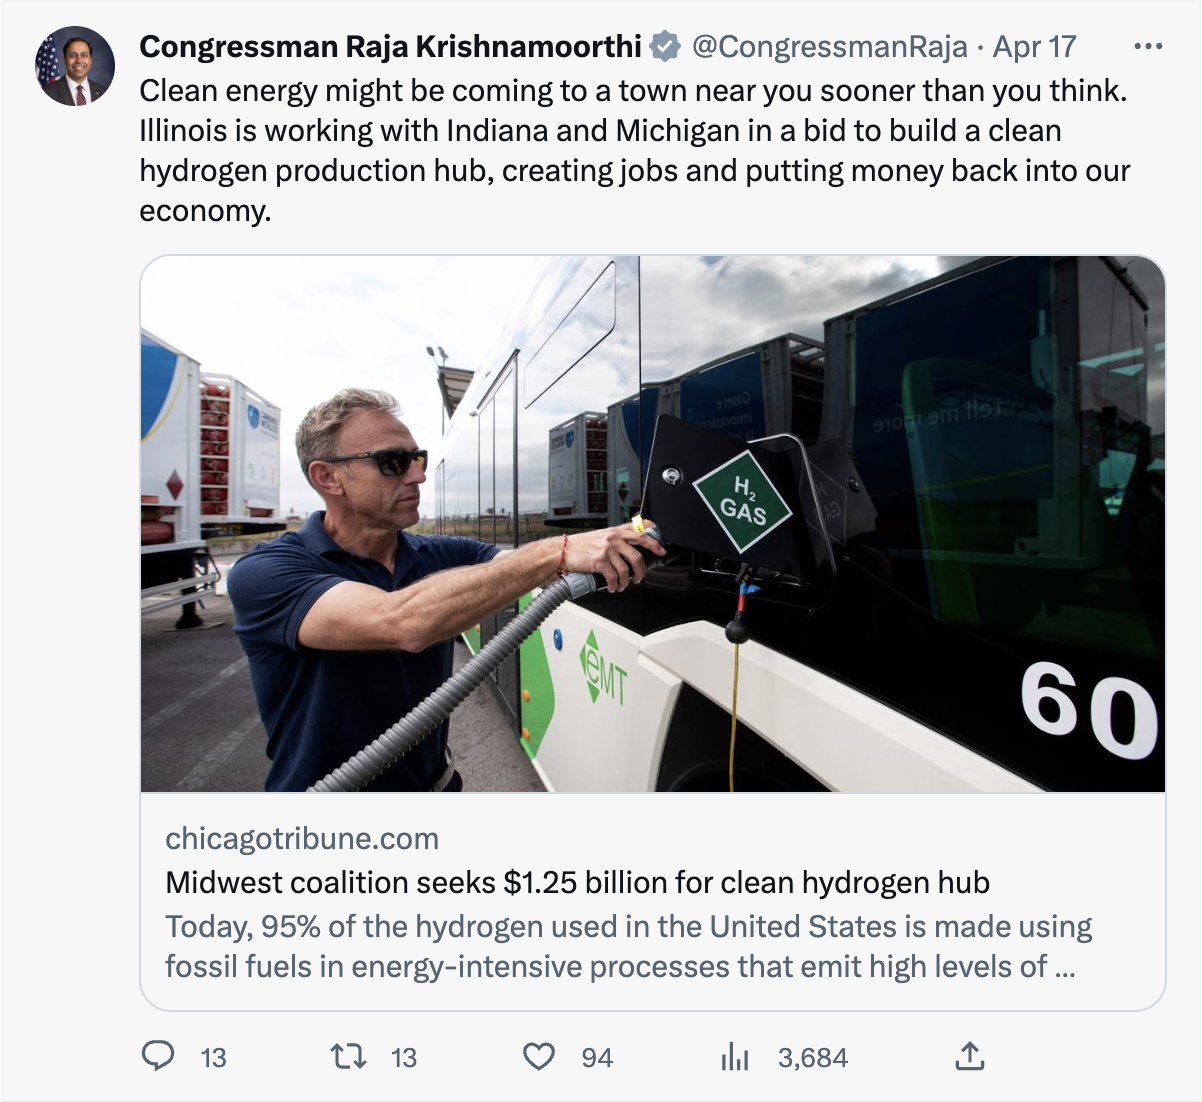 Congressman Raja Krishnamoorthi @CongressmanRaja · Apr 17 ...
Clean energy might be coming to a town near you sooner than you think.
Illinois is working with Indiana and Michigan in a bid to build a clean
hydrogen production hub, creating jobs and putting money back into our
economy.
tell me more
H₂
GAS
eMT
60
chicagotribune.com
Midwest coalition seeks $1.25 billion for clean hydrogen hub
Today, 95% of the hydrogen used in the United States is made using
fossil fuels in energy-intensive processes that emit high levels of ...
13 13 94 3,684